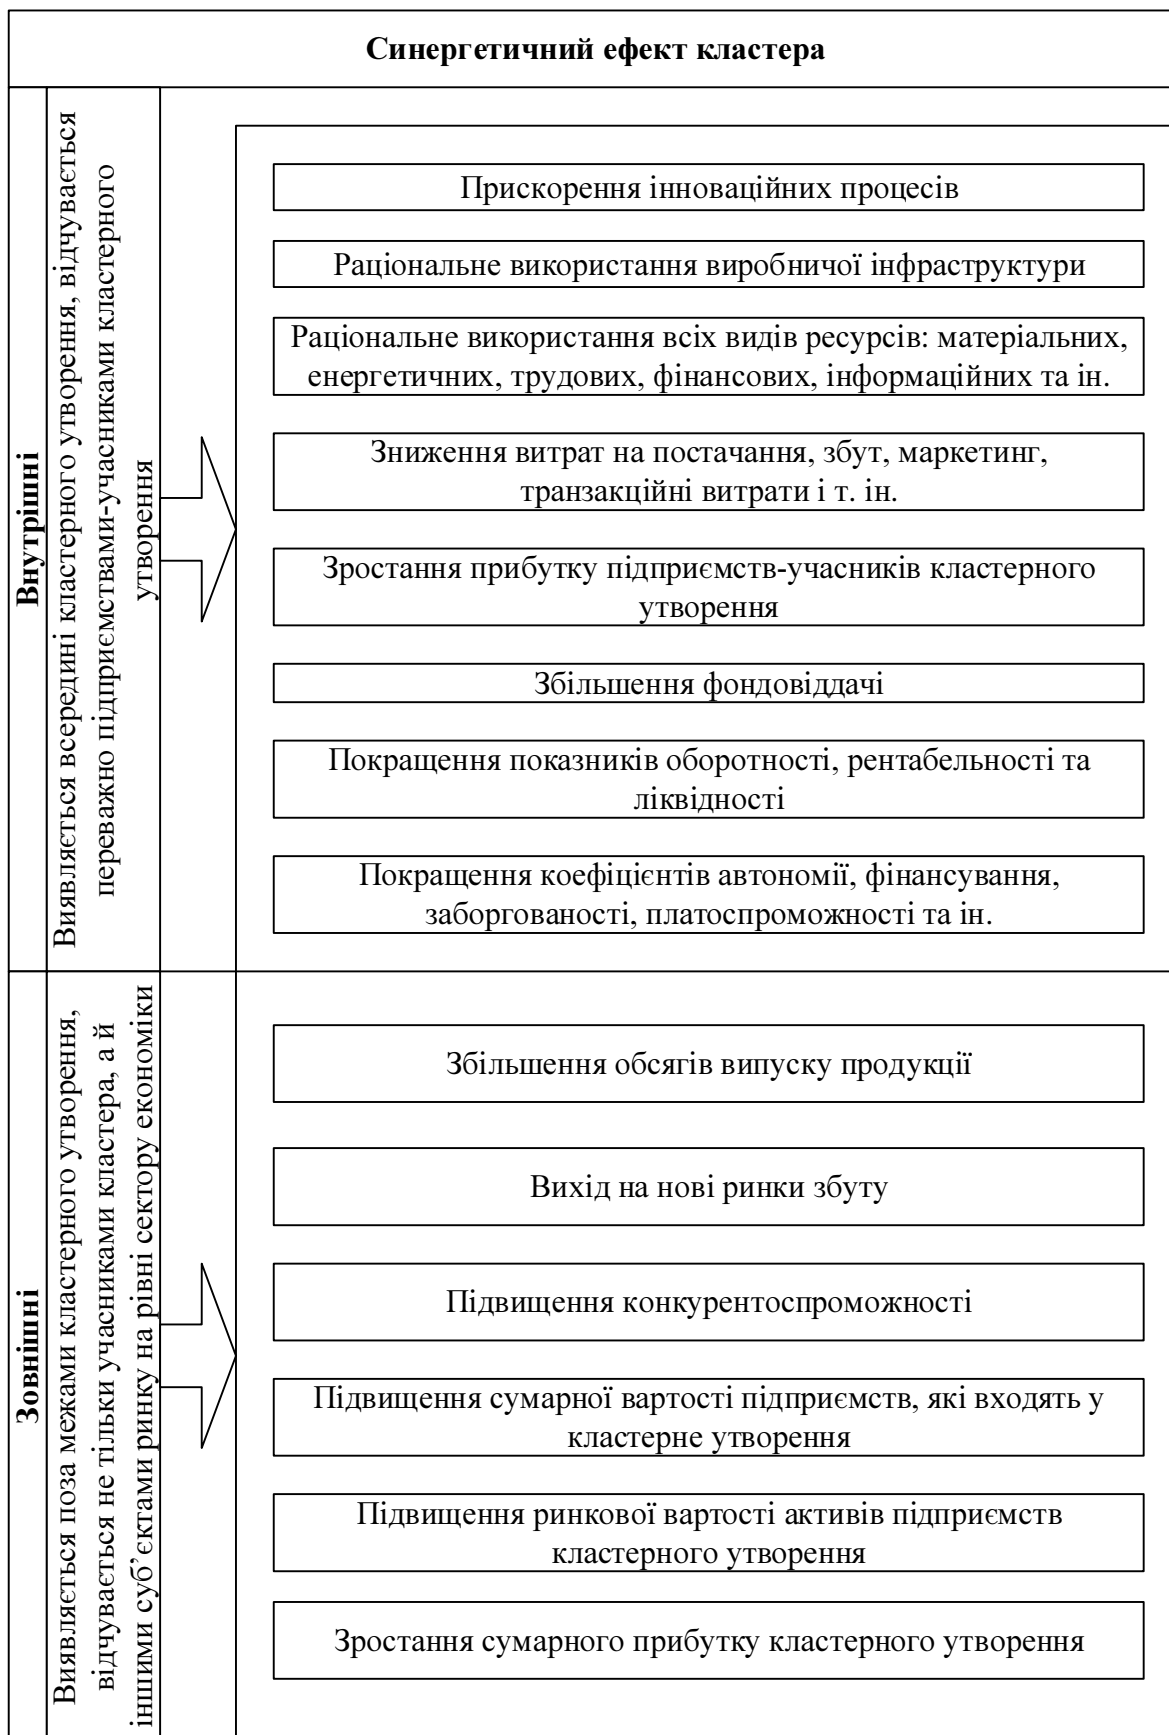 Синергетичний ефект кластера
Внутрішні
Виявляється всередині кластерного утворення, відчувається
переважно підприємствами-учасниками кластерного
утворення
Прискорення інноваційних процесів
Раціональне використання виробничої інфраструктури
Раціональне використання всіх видів ресурсів: матеріальних,
енергетичних, трудових, фінансових, інформаційних та ін.
Зниження витрат на постачання, збут, маркетинг,
транзакційні витрати і т. ін.
Зростання прибутку підприємств-учасників кластерного
утворення
Збільшення фондовіддачі
Покращення показників оборотності, рентабельності та
ліквідності
Покращення коефіцієнтів автономії, фінансування,
заборгованості, платоспроможності та ін.
Зовнішні
Виявляється поза межами кластерного утворення,
відчувається не тільки учасниками кластера, а й
іншими суб’єктами ринку на рівні сектору економіки
Збільшення обсягів випуску продукції
Вихід на нові ринки збуту
Підвищення конкурентоспроможності
Підвищення сумарної вартості підприємств, які входять у
кластерне утворення
Підвищення ринкової вартості активів підприємств
кластерного утворення
Зростання сумарного прибутку кластерного утворення